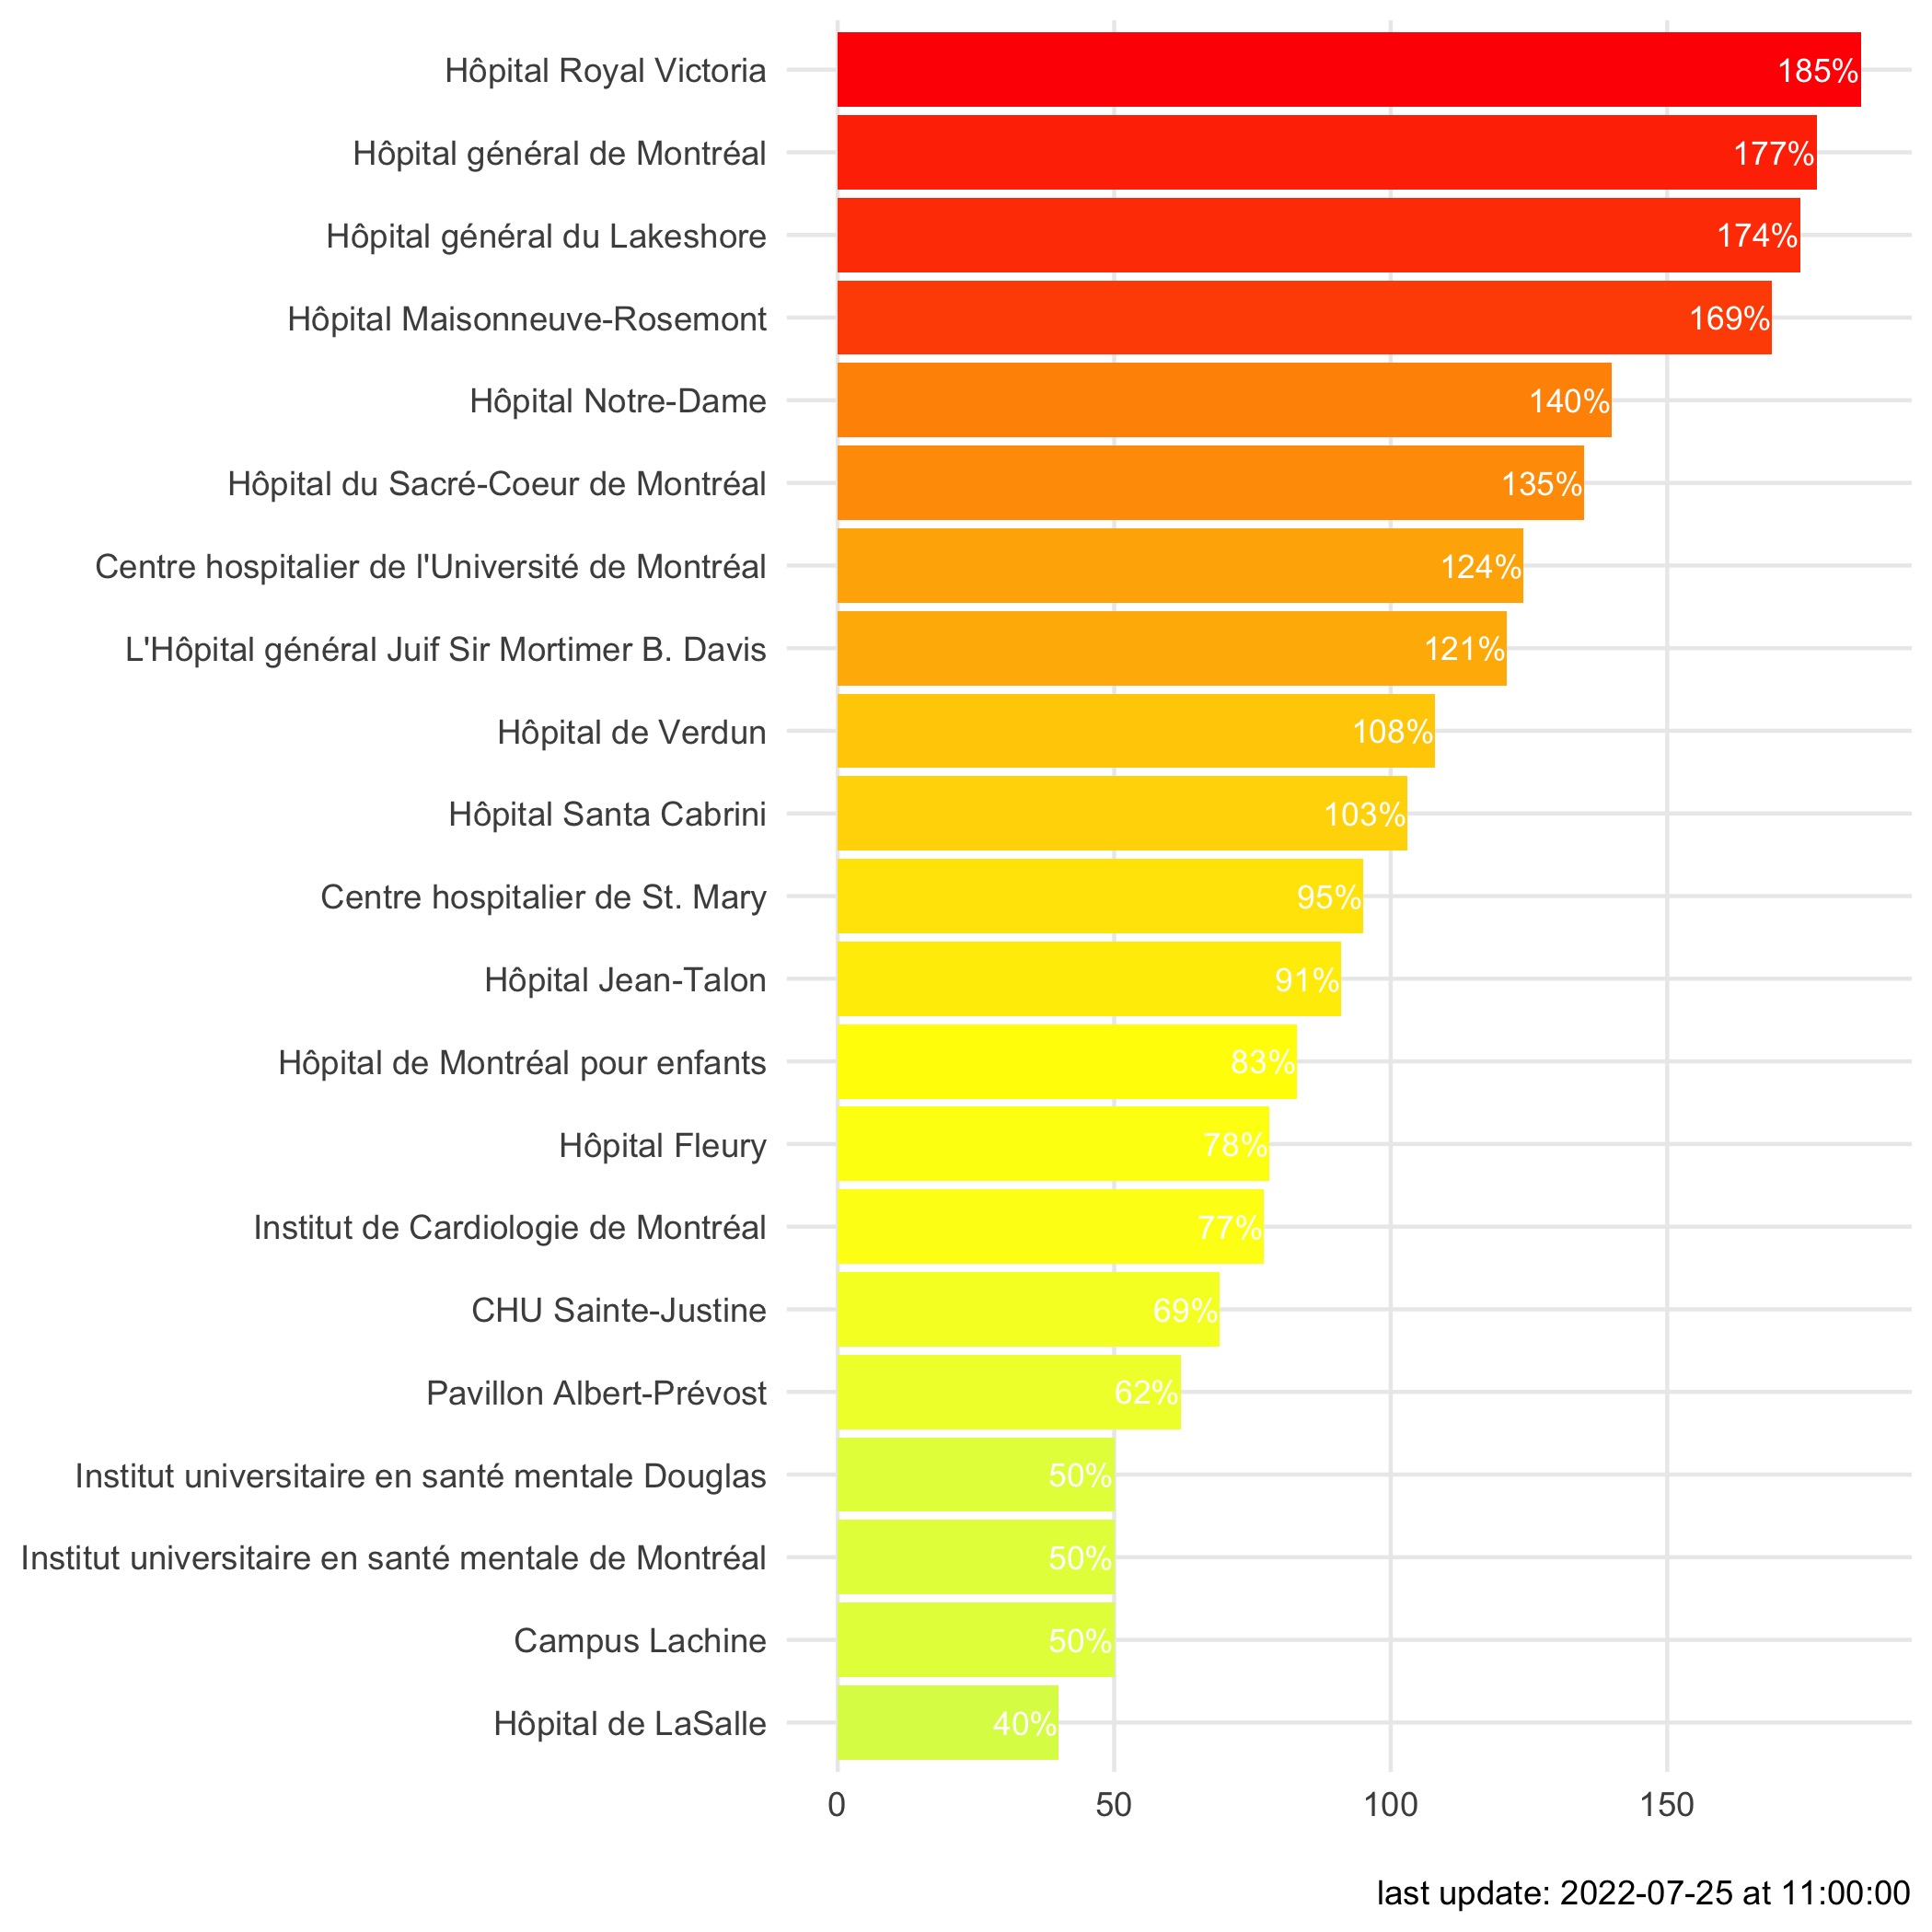 Hôpital Royal Victoria 185%
Hôpital général de Montréal 177%
Hôpital général du Lakeshore 174%
Hôpital Maisonneuve-Rosemont 169%
Hôpital Notre-Dame 140%
Hôpital du Sacré-Coeur de Montréal 135%
Centre hospitalier de l'Université de Montréal 124%
L'Hôpital général Juif Sir Mortimer B. Davis 121%
Hôpital de Verdun 108%
Hôpital Santa Cabrini 103%
Centre hospitalier de St. Mary 95%
Hôpital Jean-Talon 91%
Hôpital de Montréal pour enfants 83%
Hôpital Fleury 78%
Institut de Cardiologie de Montréal 77%
CHU Sainte-Justine 69%
Pavillon Albert-Prévost 62%
Institut universitaire en santé mentale Douglas 50%
Institut universitaire en santé mentale de Montréal 50%
Campus Lachine 50%
Hôpital de LaSalle 40%
0 50 100 150
last update: 2022-07-25 at 11:00:00